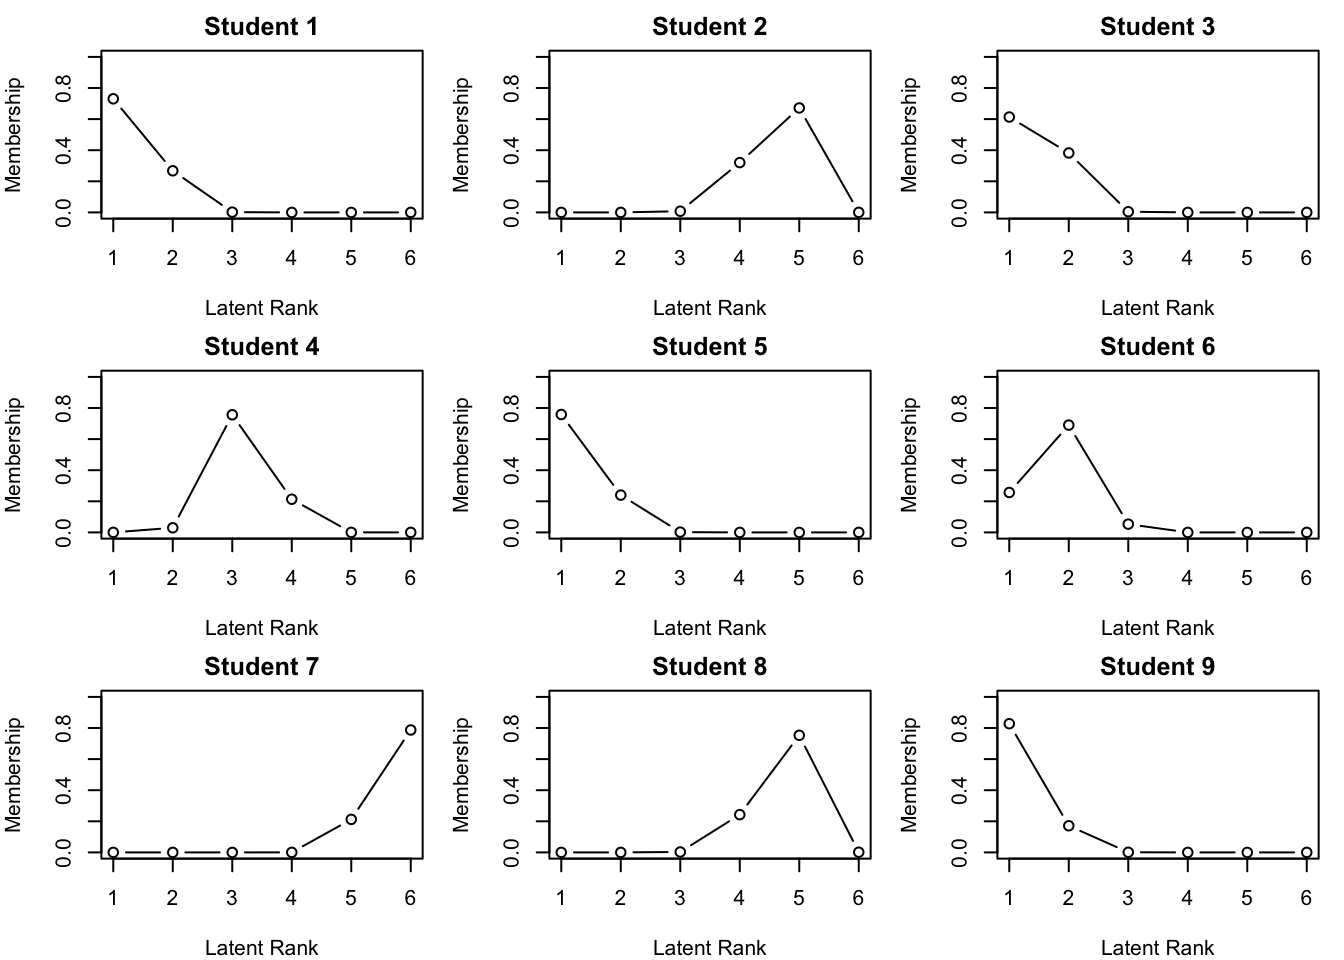 Student 1
Membership
0.0 0.4 0.8
1 2 3 4 5 6
Latent Rank
Student 2
Membership
0.0 0.4 0.8
1 2 3 4 5 6
Latent Rank
Student 3
Membership
0.0 0.4 0.8
1 2 3 4 5 6
Latent Rank
Student 4
Membership
0.0 0.4 0.8
1 2 3 4 5 6
Latent Rank
Student 5
Membership
0.0 0.4 0.8
1 2 3 4 5 6
Latent Rank
Student 6
Membership
0.0 0.4 0.8
1 2 3 4 5 6
Latent Rank
Student 7
Membership
0.0 0.4 0.8
1 2 3 4 5 6
Latent Rank
Student 8
Membership
0.0 0.4 0.8
1 2 3 4 5 6
Latent Rank
Student 9
Membership
0.0 0.4 0.8
1 2 3 4 5 6
Latent Rank